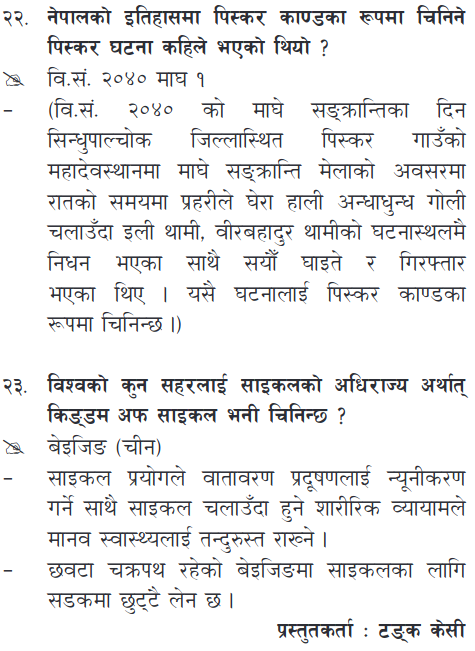 २२. नेपालको इतिहासमा पिस्कर काण्डका रूपमा चिनिने
पिस्कर घटना कहिले भएको थियो ?
वि.सं. २०४० माघ १
– (वि.सं. २०४० को माघे सङ्क्रान्तिका दिन
सिन्धुपाल्चोक जिल्लास्थित पिस्कर गाउँको
महादेवस्थानमा माघे सङ्क्रान्ति मेलाको अवसरमा
रातको समयमा प्रहरीले घेरा हाली अन्धाधुन्ध गोली
चलाउँदा इली थामी, वीरबहादुर थामीको घटनास्थलमै
निधन भएका साथै सयौँ घाइते र गिरफ्तार
भएका थिए । यसै घटनालाई पिस्कर काण्डका
रूपमा चिनिन्छ ।)
२३. विश्वको कुन सहरलाई साइकलको अधिराज्य अर्थात्
किङ्डम अफ साइकल भनी चिनिन्छ ?
बेइजिङ (चीन)
– साइकल प्रयोगले वातावरण प्रदूषणलाई न्यूनीकरण
गर्ने साथै साइकल चलाउँदा हुने शारीरिक व्यायामले
मानव स्वास्थ्यलाई तन्दुरुस्त राख्ने ।
– छवटा चक्रपथ रहेको बेइजिङमा साइकलका लागि
सडकमा छुट्टै लेन छ ।
प्रस्तुतकर्ता : टङ्क केसी